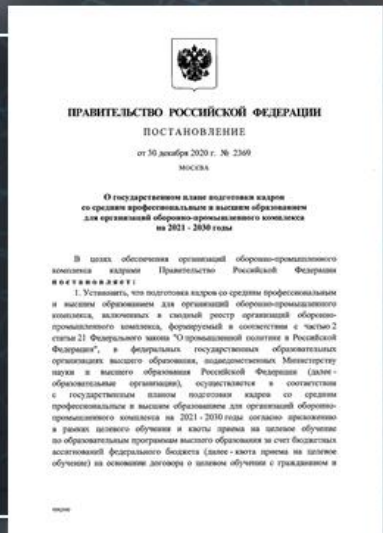 ПРАВИТЕЛЬСТВО РОССИЙСКОЙ ФЕДЕРАЦИИ
ПОСТАНОВЛЕНИЕ
от 30 декабря 2020 г. № 2369
МОСКВА
О государственном плане подготовки кадров
со средним профессиональным и высшим образованием
для организаций оборонно-промышленного комплекса
на 2021 - 2030 годы
В целях обеспечения организаций оборонно-промышленного
комплекса кадрами Правительство Российской Федерации
постановляет:
1. Установить, что подготовка кадров со средним профессиональным
и высшим образованием для организаций оборонно-промышленного
комплекса, включенных в сводный реестр организаций оборонно-
промышленного комплекса, формируемый в соответствии с частью 2
статьи 21 Федерального закона "О промышленной политике в Российской
Федерации", в федеральных государственных образовательных
организациях высшего образования, подведомственных Министерству
науки и высшего образования Российской Федерации (далее -
образовательные организации), осуществляется в соответствии
с государственным планом подготовки кадров со средним
профессиональным и высшим образованием для организаций оборонно-
промышленного комплекса на 2021 - 2030 годы согласно приложению
в рамках целевого обучения и квоты приема на целевое обучение
по образовательным программам высшего образования за счет бюджетных
ассигнований федерального бюджета (далее - квота приема на целевое
обучение) на основании договора о целевом обучении с гражданином и